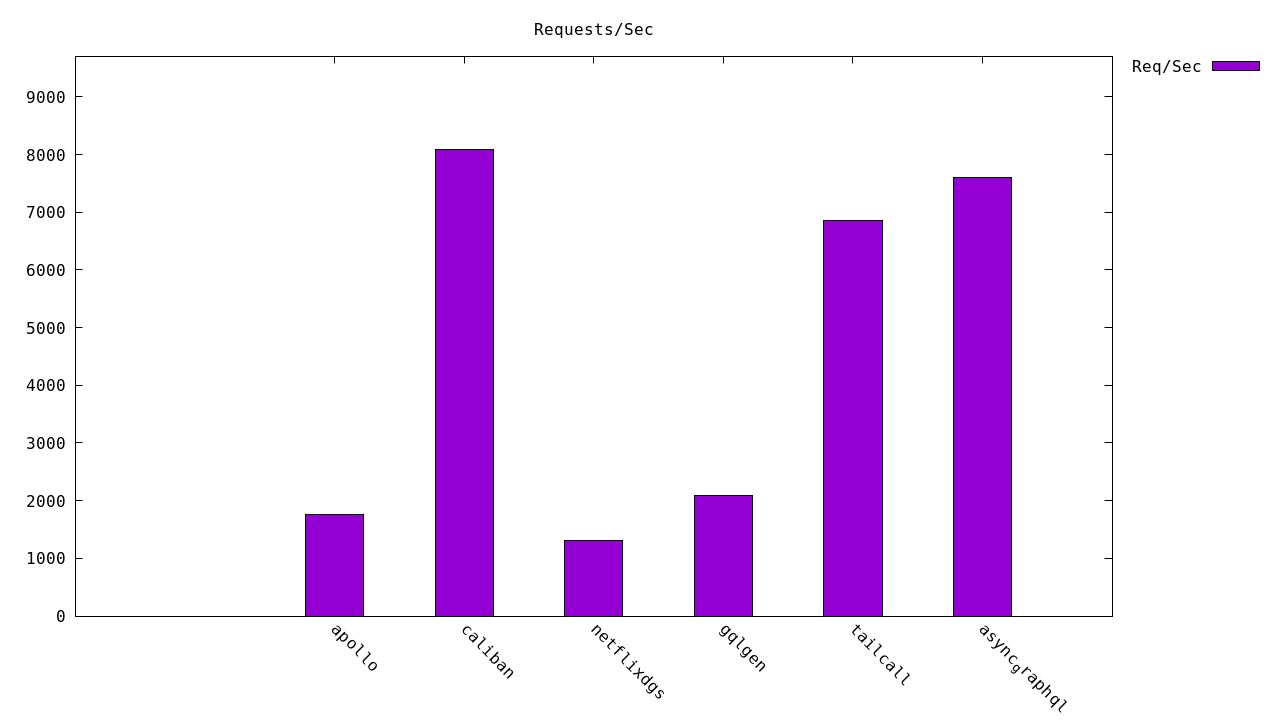 Requests/Sec
Req/Sec
9000
8000
7000
6000
5000
4000
3000
2000
1000
0
apollo
caliban
netflixdgs
gqlgen
tailcall
async_graphql